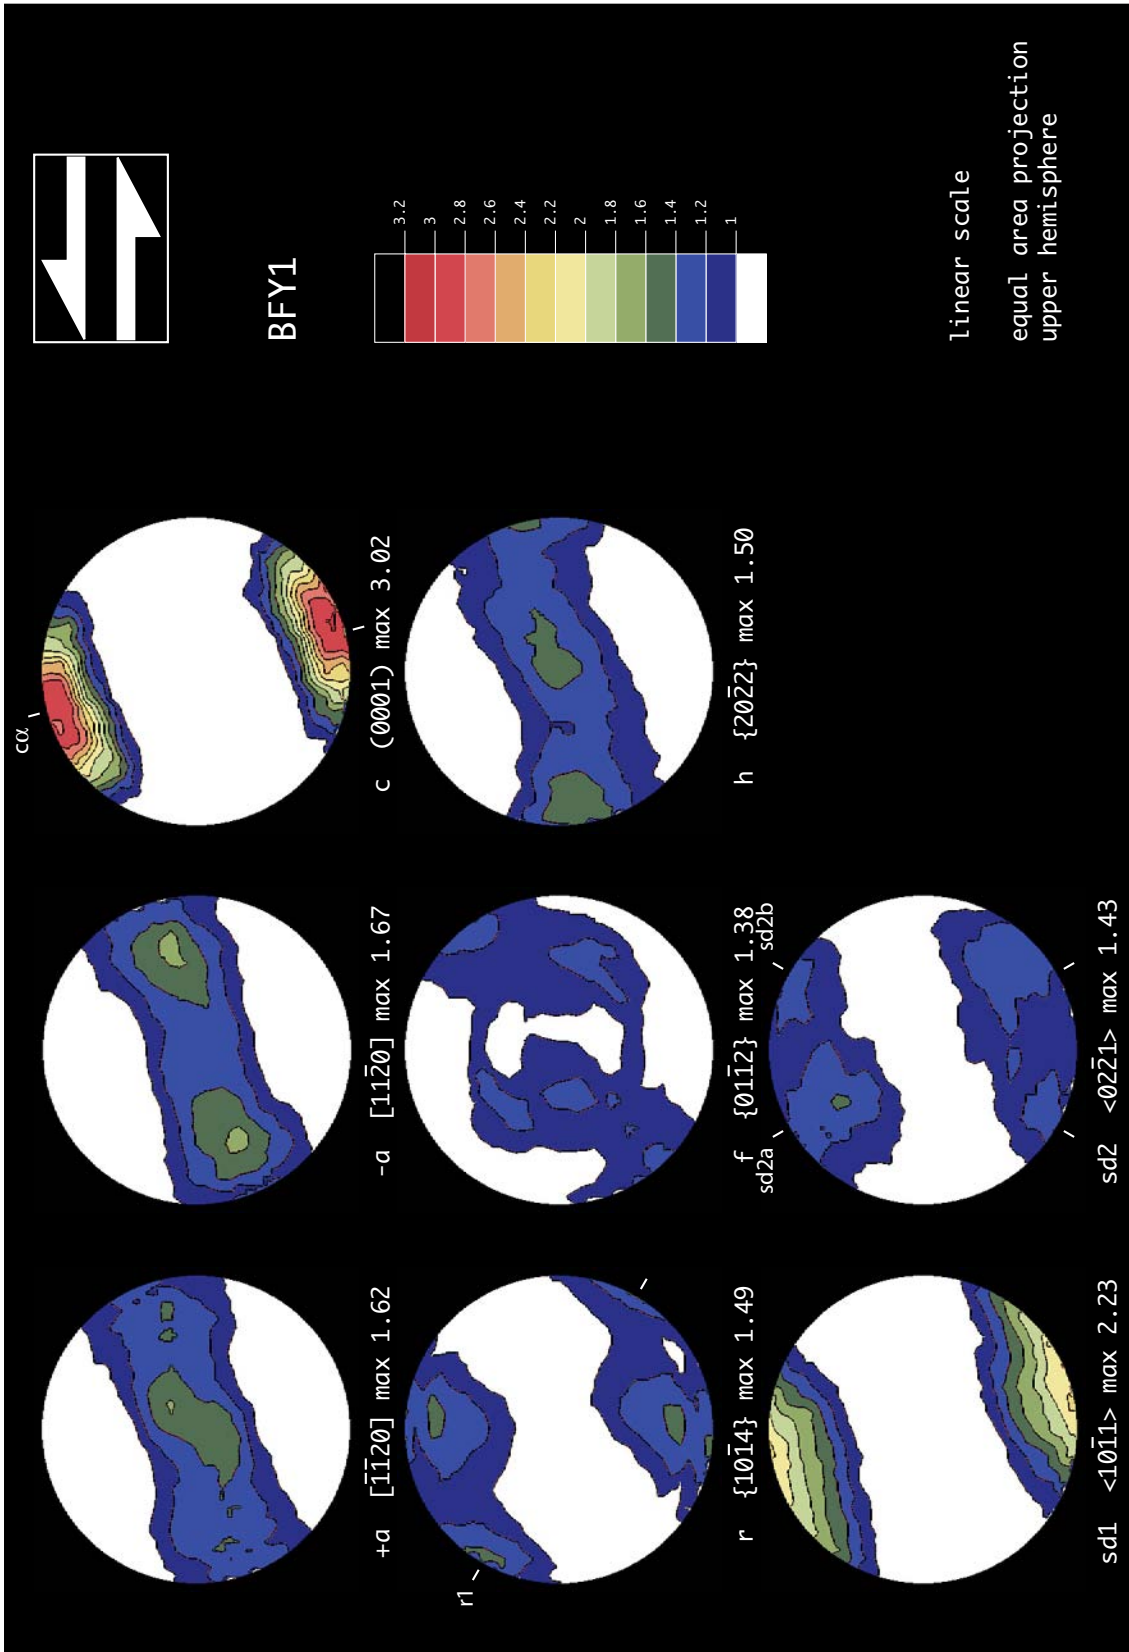 cα
+a [1̄1̄20] max 1.62
-a [112̄0] max 1.67
c (0001) max 3.02
BFY1
r1
r {101̄4} max 1.49
f {011̄2} max 1.38
h {202̄2} max 1.50
3.2
3
2.8
2.6
2.4
2.2
2
1.8
1.6
1.4
1.2
1
sd2a
sd2b
sd1 <101̄1> max 2.23
sd2 <022̄1> max 1.43
linear scale
equal area projection
upper hemisphere